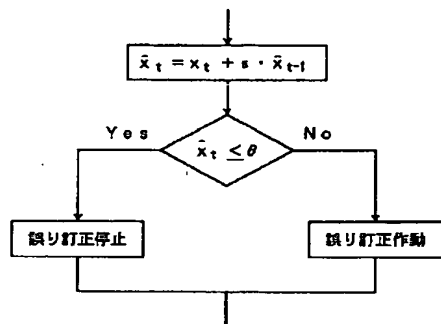 x̂ₜ = xₜ + s · x̂ₜ₋₁
Yes
No
x̂ₜ ≤ θ
誤り訂正停止
誤り訂正作動